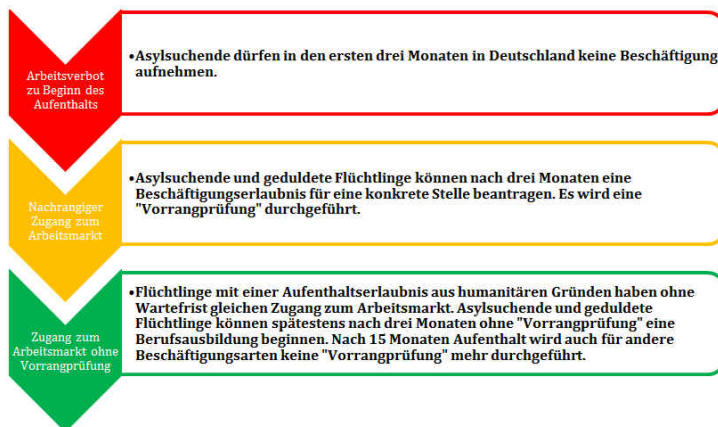 Arbeitsverbot
zu Beginn des
Aufenthalts
•Asylsuchende dürfen in den ersten drei Monaten in Deutschland keine Beschäftigung
aufnehmen.
Nachrangiger
Zugang zum
Arbeitsmarkt
•Asylsuchende und geduldete Flüchtlinge können nach drei Monaten eine
Beschäftigungserlaubnis für eine konkrete Stelle beantragen. Es wird eine
"Vorrangprüfung" durchgeführt.
Zugang zum
Arbeitsmarkt ohne
Vorrangprüfung
•Flüchtlinge mit einer Aufenthaltserlaubnis aus humanitären Gründen haben ohne
Wartefrist gleichen Zugang zum Arbeitsmarkt. Asylsuchende und geduldete
Flüchtlinge können spätestens nach drei Monaten ohne "Vorrangprüfung" eine
Berufsausbildung beginnen. Nach 15 Monaten Aufenthalt wird auch für andere
Beschäftigungsarten keine "Vorrangprüfung" mehr durchgeführt.